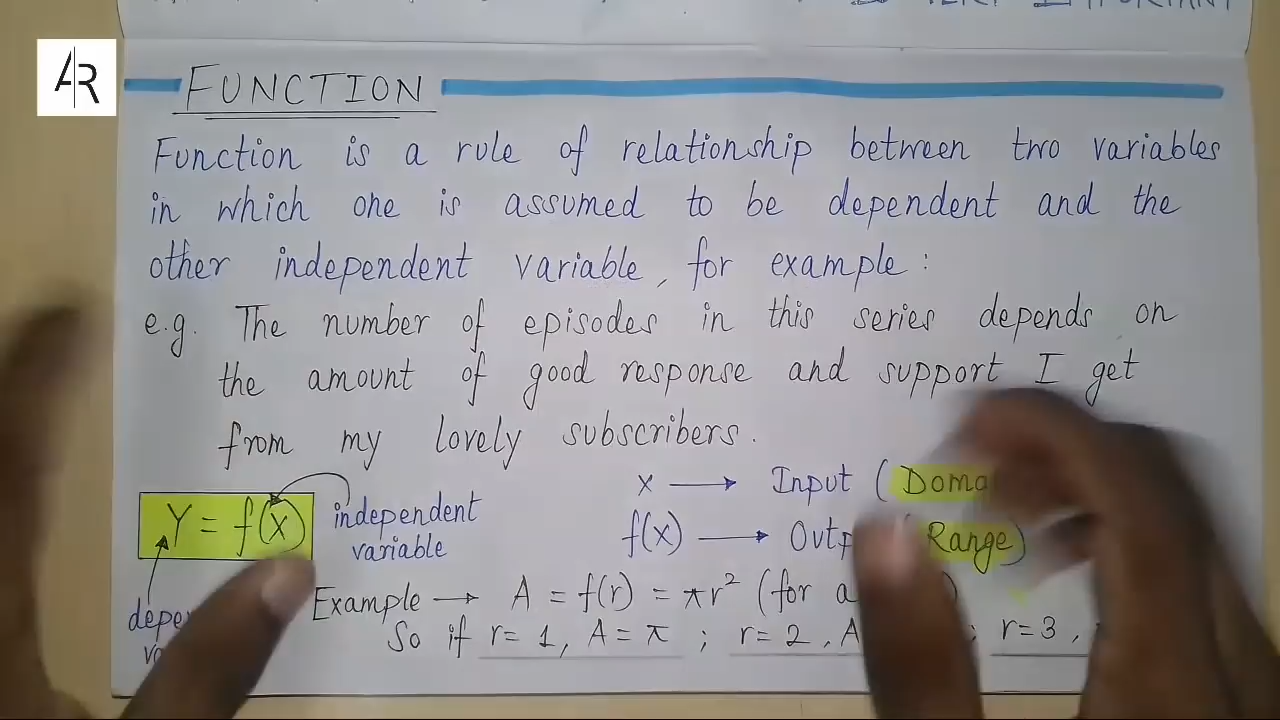 AR
FUNCTION
Function is a rule of relationship between two variables
in which one is assumed to be dependent and the
other independent variable, for example :
e.g. The number of episodes in this series depends on
the amount of good response and support I get
from my lovely subscribers.
x → Input (
f(x) → (Range)
Y = f(x)
independent
variable
Example → A = f(r) = πr² (for a
So if r = 1, A = π ; r = 2, A ; r = 3,